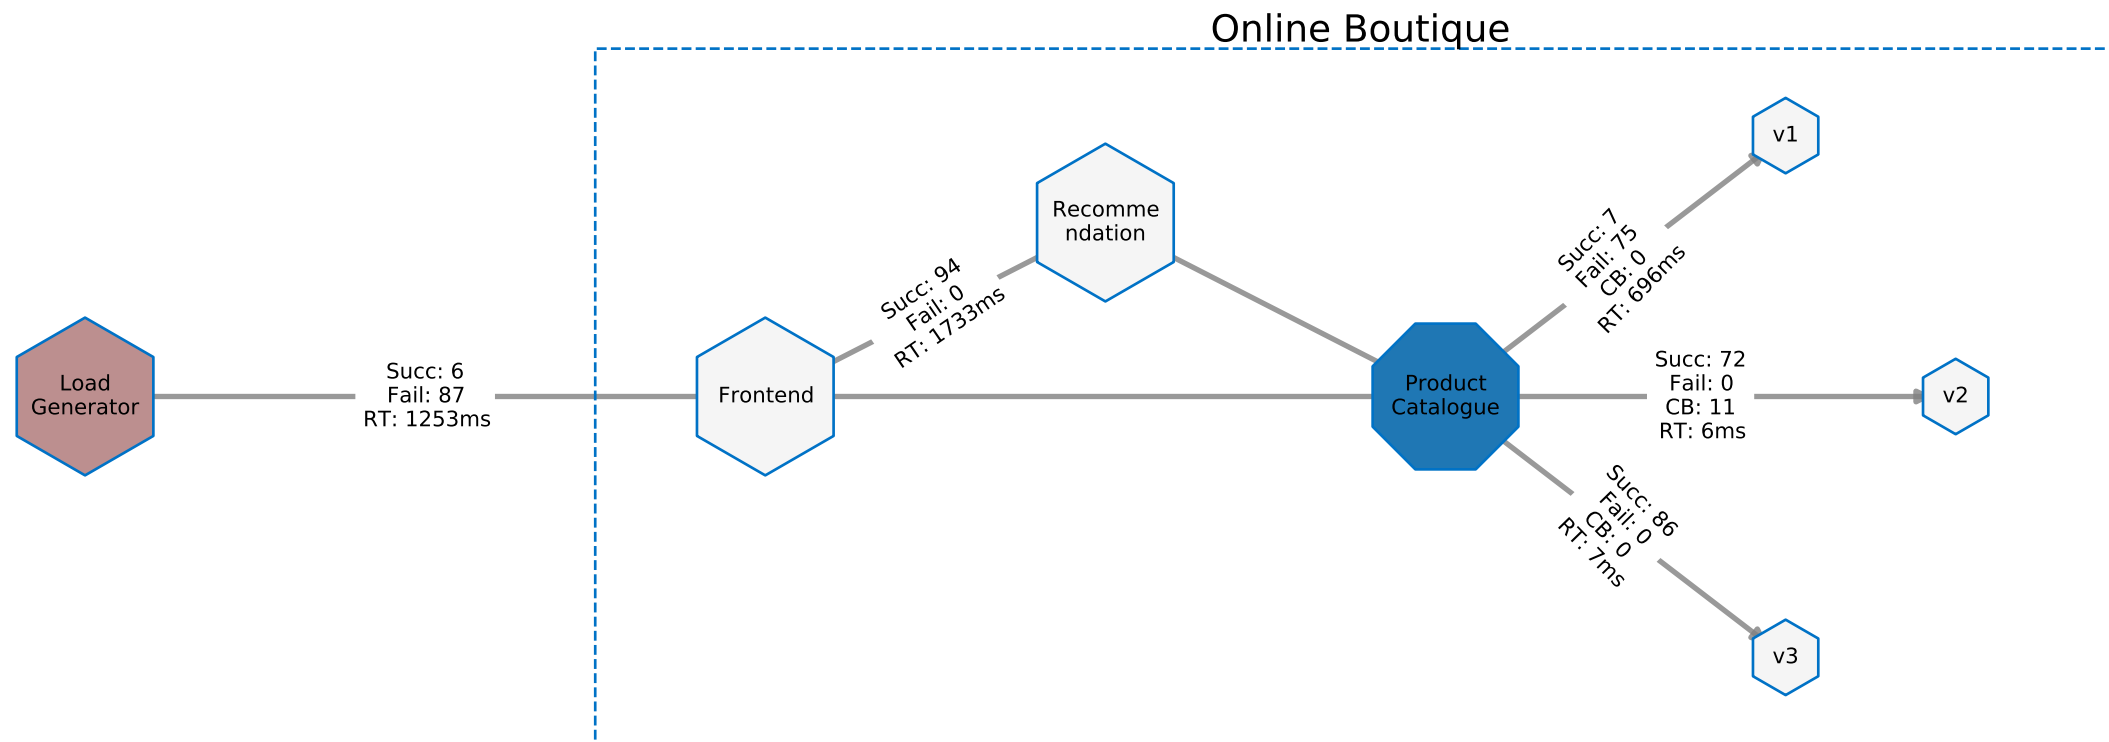 Online Boutique
v1
Recomme
ndation
Succ: 7
Fail: 75
CB: 0
RT: 696ms
Succ: 94
Fail: 0
RT: 1733ms
Load
Generator
Succ: 6
Fail: 87
RT: 1253ms
Frontend
Product
Catalogue
Succ: 72
Fail: 0
CB: 11
RT: 6ms
v2
Succ: 86
Fail: 0
CB: 0
RT: 7ms
v3